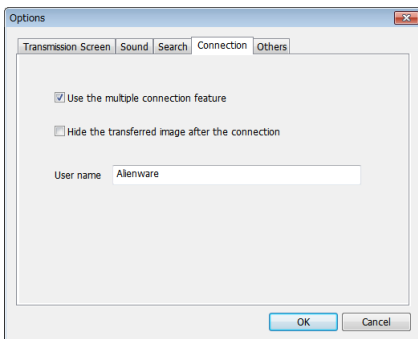 Options
Transmission Screen Sound Search Connection Others
Use the multiple connection feature
Hide the transferred image after the connection
User name Alienware
OK Cancel